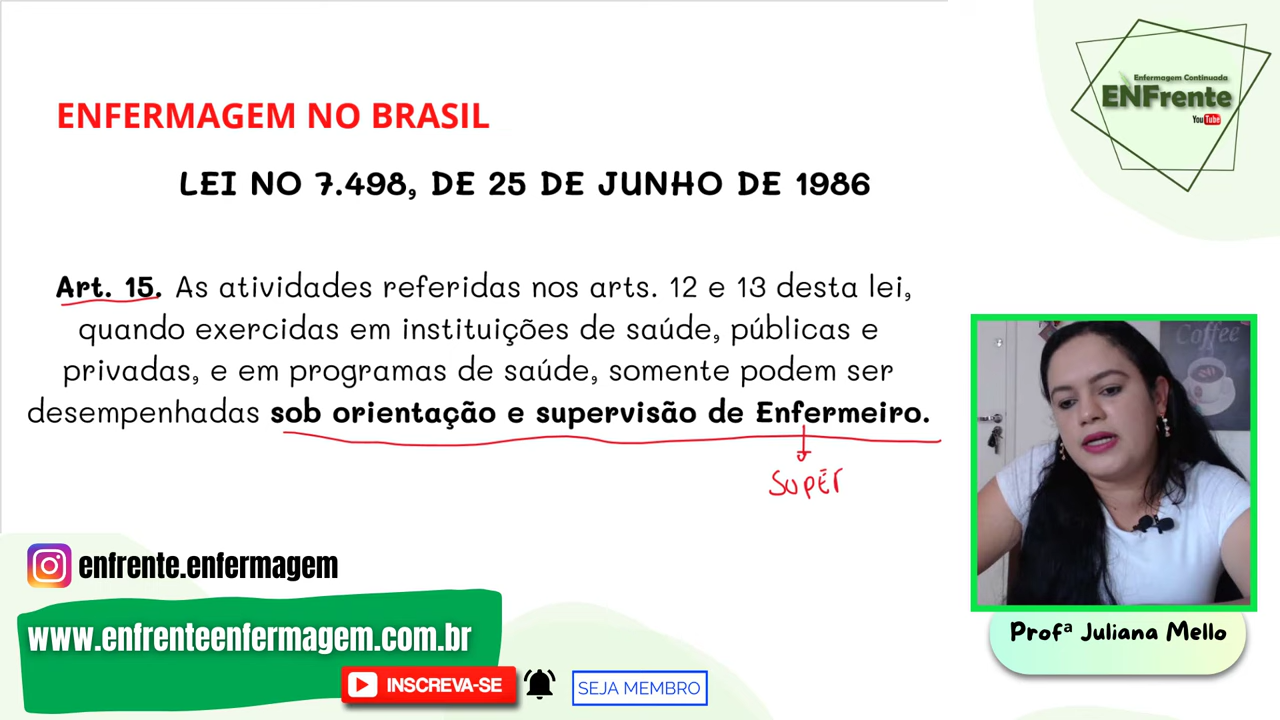 Enfermagem Continuada
ENFrente
YouTube
ENFERMAGEM NO BRASIL
LEI NO 7.498, DE 25 DE JUNHO DE 1986
Art. 15. As atividades referidas nos arts. 12 e 13 desta lei,
quando exercidas em instituições de saúde, públicas e
privadas, e em programas de saúde, somente podem ser
desempenhadas sob orientação e supervisão de Enfermeiro.
SUPER
Coffee
enfrente.enfermagem
www.enfrenteenfermagem.com.br
INSCREVA-SE
SEJA MEMBRO
Profª Juliana Mello